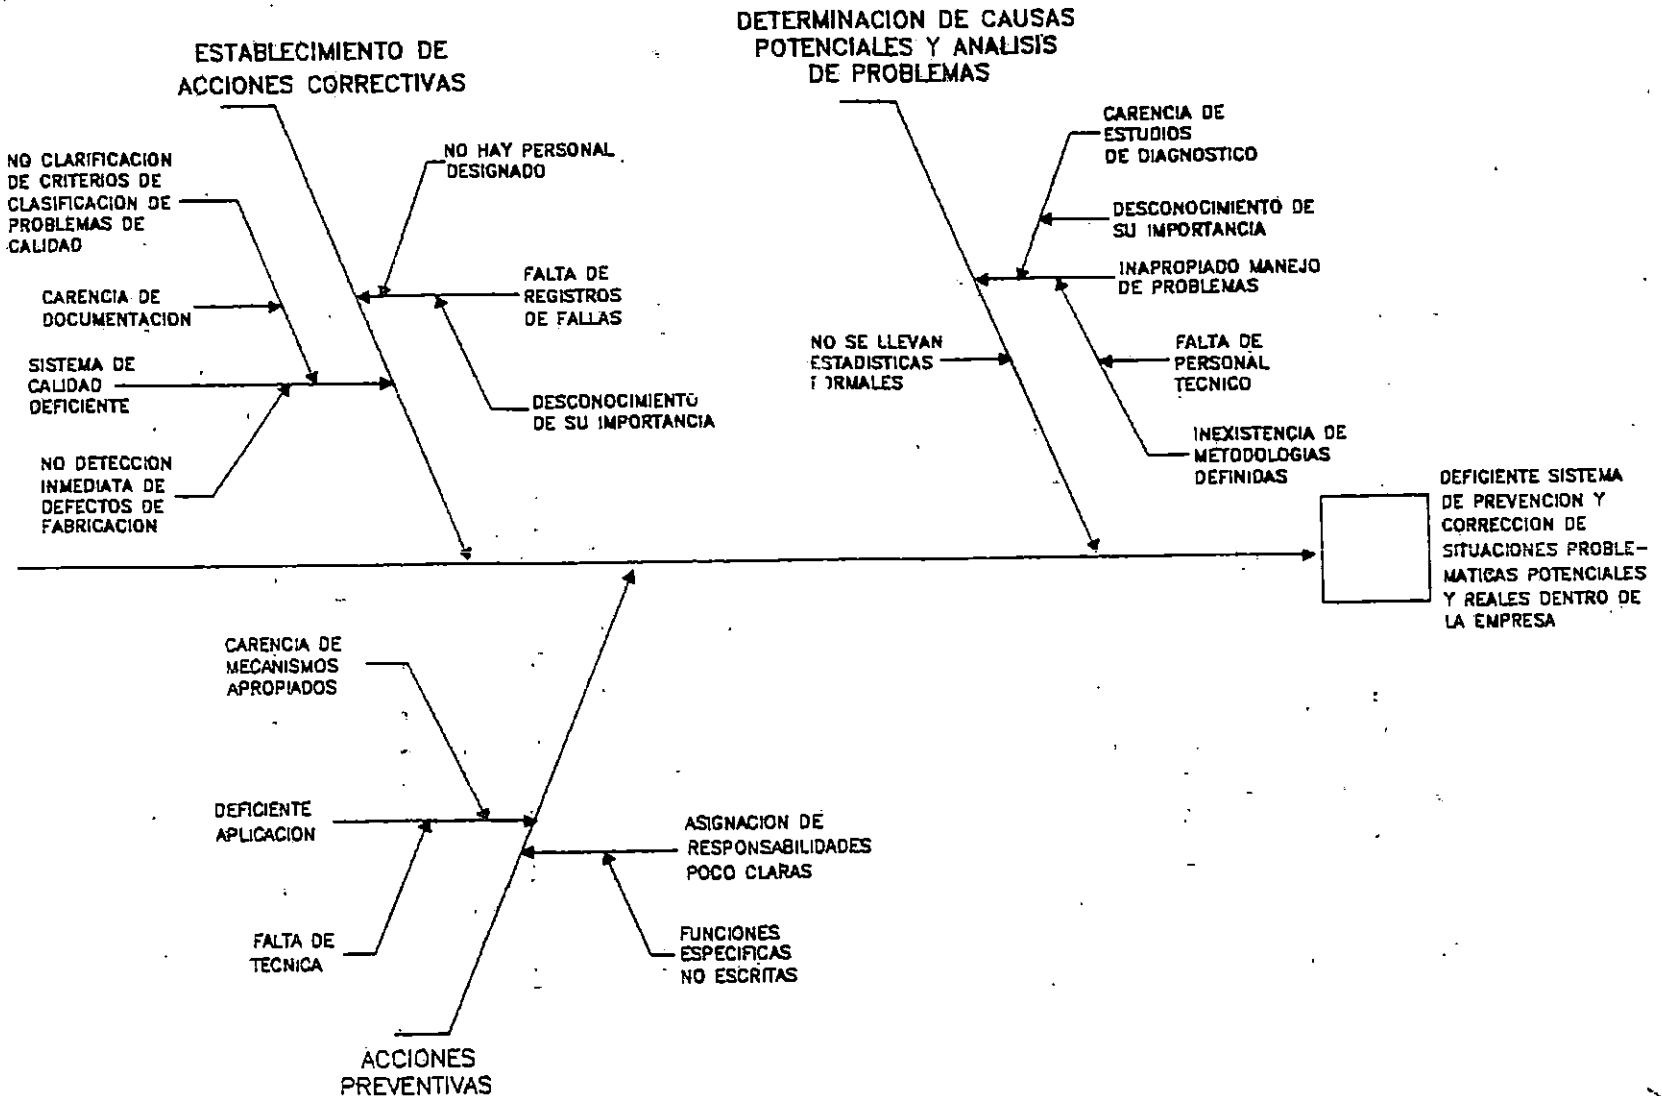 ESTABLECIMIENTO DE
ACCIONES CORRECTIVAS
DETERMINACION DE CAUSAS
POTENCIALES Y ANALISIS
DE PROBLEMAS
NO CLARIFICACION
DE CRITERIOS DE
CLASIFICACION DE
PROBLEMAS DE
CALIDAD
NO HAY PERSONAL
DESIGNADO
CARENCIA DE
DOCUMENTACION
FALTA DE
REGISTROS
DE FALLAS
SISTEMA DE
CALIDAD
DEFICIENTE
DESCONOCIMIENTO
DE SU IMPORTANCIA
NO DETECCION
INMEDIATA DE
DEFECTOS DE
FABRICACION
CARENCIA DE
ESTUDIOS
DE DIAGNOSTICO
DESCONOCIMIENTO DE
SU IMPORTANCIA
INAPROPIADO MANEJO
DE PROBLEMAS
NO SE LLEVAN
ESTADISTICAS
FORMALES
FALTA DE
PERSONAL
TECNICO
INEXISTENCIA DE
METODOLOGIAS
DEFINIDAS
DEFICIENTE SISTEMA
DE PREVENCION Y
CORRECCION DE
SITUACIONES PROBLE-
MATICAS POTENCIALES
Y REALES DENTRO DE
LA EMPRESA
CARENCIA DE
MECANISMOS
APROPIADOS
DEFICIENTE
APLICACION
ASIGNACION DE
RESPONSABILIDADES
POCO CLARAS
FALTA DE
TECNICA
FUNCIONES
ESPECIFICAS
NO ESCRITAS
ACCIONES
PREVENTIVAS